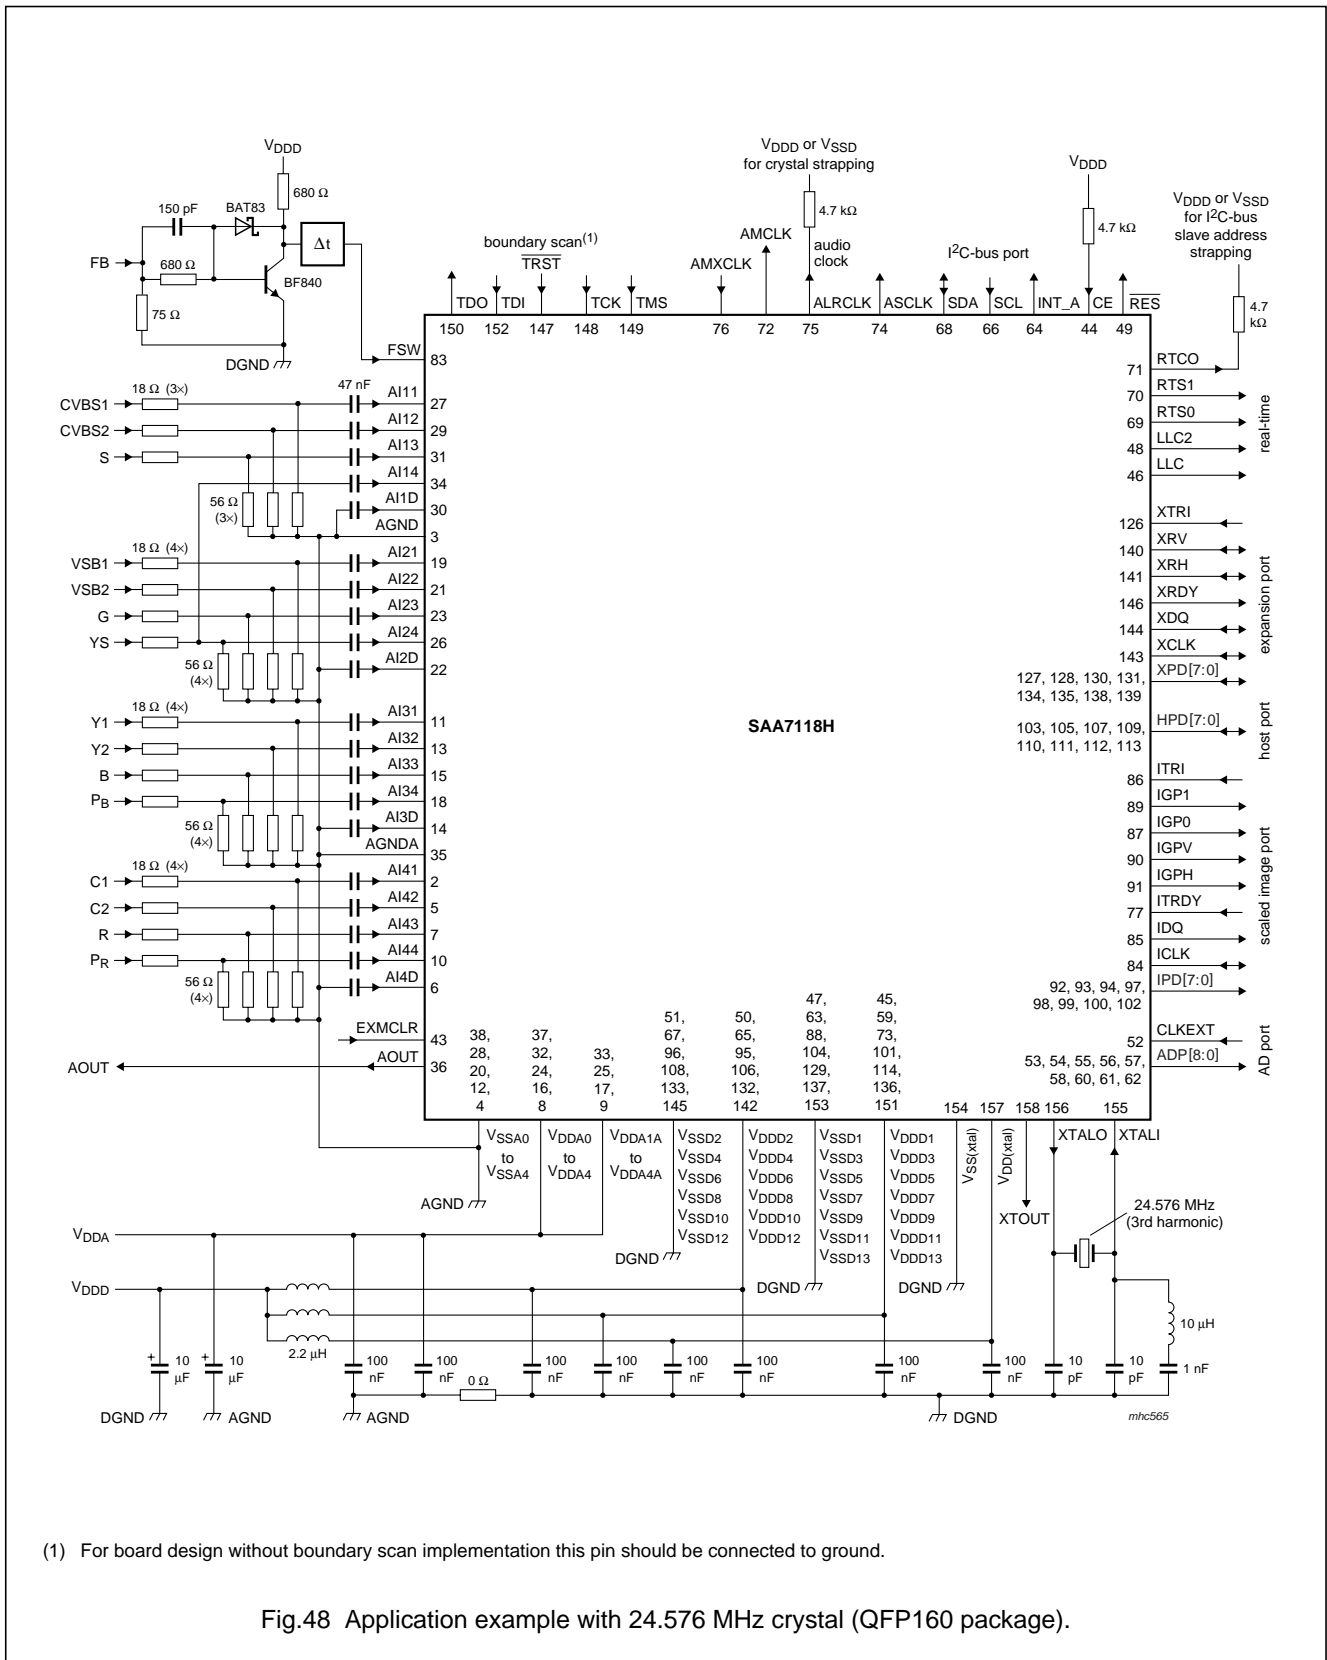 VDDD
680 Ω
150 pF
BAT83
Δt
FB
680 Ω
BF840
75 Ω
DGND
VDDD or VSSD
for crystal strapping
4.7 kΩ
VDDD
4.7 kΩ
VDDD or VSSD
for I2C-bus
slave address
strapping
4.7
kΩ
boundary scan(1)
TRST
AMXCLK
AMCLK
audio
clock
I2C-bus port
TDO
TDI
TCK
TMS
ALRCLK
ASCLK
SDA
SCL
INT_A
CE
RES
150
152
147
148
149
76
72
75
74
68
66
64
44
49
FSW
83
CVBS1
18 Ω (3×)
47 nF
AI11
27
CVBS2
AI12
29
S
AI13
31
AI14
34
56 Ω
(3×)
AI1D
30
AGND
3
VSB1
18 Ω (4×)
AI21
19
VSB2
AI22
21
G
AI23
23
YS
AI24
26
56 Ω
(4×)
AI2D
22
Y1
18 Ω (4×)
AI31
11
Y2
AI32
13
B
AI33
15
PB
AI34
18
56 Ω
(4×)
AI3D
14
AGNDA
35
C1
18 Ω (4×)
AI41
2
C2
AI42
5
R
AI43
7
PR
AI44
10
56 Ω
(4×)
AI4D
6
EXMCLR
43
AOUT
AOUT
36
SAA7118H
71 RTCO
70 RTS1
69 RTS0
48 LLC2
46 LLC
real-time
126 XTRI
140 XRV
141 XRH
146 XRDY
144 XDQ
143 XCLK
127, 128, 130, 131,
134, 135, 138, 139
XPD[7:0]
expansion port
103, 105, 107, 109,
110, 111, 112, 113
HPD[7:0]
host port
86 ITRI
89 IGP1
87 IGP0
90 IGPV
91 IGPH
77 ITRDY
85 IDQ
84 ICLK
92, 93, 94, 97,
98, 99, 100, 102
IPD[7:0]
scaled image port
52 CLKEXT
53, 54, 55, 56, 57,
58, 60, 61, 62
ADP[8:0]
AD port
38,
28,
20,
12,
4
37,
32,
24,
16,
8
33,
25,
17,
9
51,
67,
96,
108,
133,
145
50,
65,
95,
106,
132,
142
47,
63,
88,
104,
129,
137,
153
45,
59,
73,
101,
114,
136,
151
154
157
158
156
155
VSSA0
to
VSSA4
VDDA0
to
VDDA4
VDDA1A
to
VDDA4A
VSSD2
VSSD4
VSSD6
VSSD8
VSSD10
VSSD12
VDDD2
VDDD4
VDDD6
VDDD8
VDDD10
VDDD12
VSSD1
VSSD3
VSSD5
VSSD7
VSSD9
VSSD11
VSSD13
VDDD1
VDDD3
VDDD5
VDDD7
VDDD9
VDDD11
VDDD13
VSS(xtal)
VDD(xtal)
XTOUT
XTALO
XTALI
AGND
DGND
DGND
DGND
24.576 MHz
(3rd harmonic)
VDDA
VDDD
2.2 μH
10 μH
+ 10
μF
+ 10
μF
100
nF
100
nF
0 Ω
100
nF
100
nF
100
nF
100
nF
100
nF
100
nF
10
pF
10
pF
1 nF
DGND
AGND
AGND
DGND
mhc565
(1) For board design without boundary scan implementation this pin should be connected to ground.
Fig.48 Application example with 24.576 MHz crystal (QFP160 package).